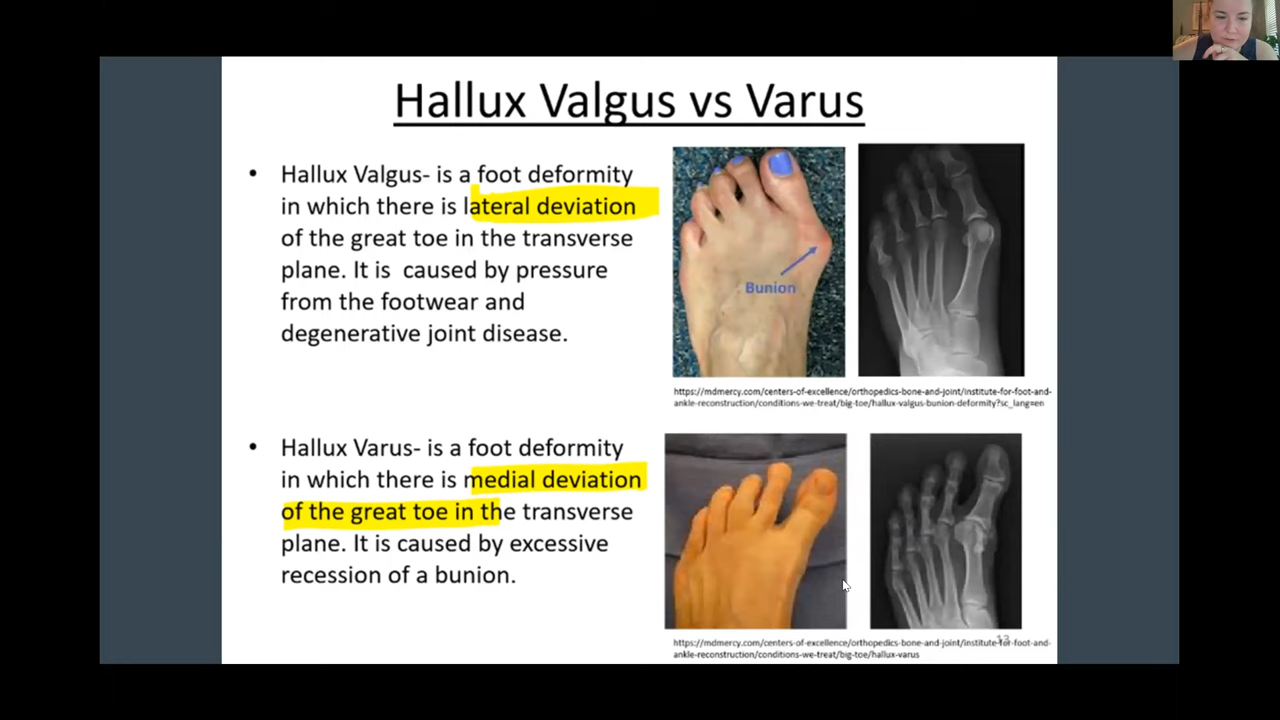 Hallux Valgus vs Varus
• Hallux Valgus- is a foot deformity
in which there is lateral deviation
of the great toe in the transverse
plane. It is caused by pressure
from the footwear and
degenerative joint disease.
Bunion
https://mdmercy.com/centers-of-excellence/orthopedics-bone-and-joint/institute-for-foot-and-
ankle-reconstruction/conditions-we-treat/big-toe/hallux-valgus-bunion-deformity?sc_lang=en
• Hallux Varus- is a foot deformity
in which there is medial deviation
of the great toe in the transverse
plane. It is caused by excessive
recession of a bunion.
https://mdmercy.com/centers-of-excellence/orthopedics-bone-and-joint/institute-for-foot-and-
ankle-reconstruction/conditions-we-treat/big-toe/hallux-varus
13